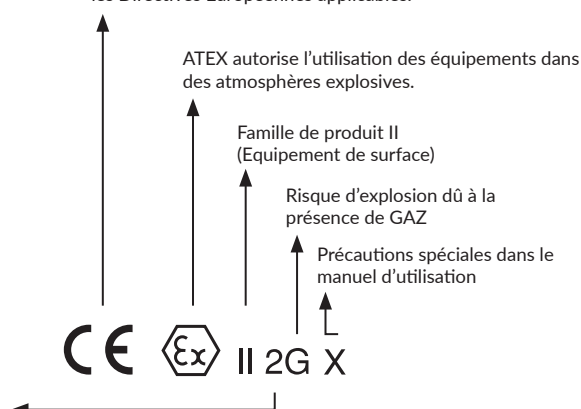 les Directives Européennes applicables.
ATEX autorise l'utilisation des équipements dans
des atmosphères explosives.
Famille de produit II
(Equipement de surface)
Risque d'explosion dû à la
présence de GAZ
Précautions spéciales dans le
manuel d'utilisation
CE Ex II 2G X